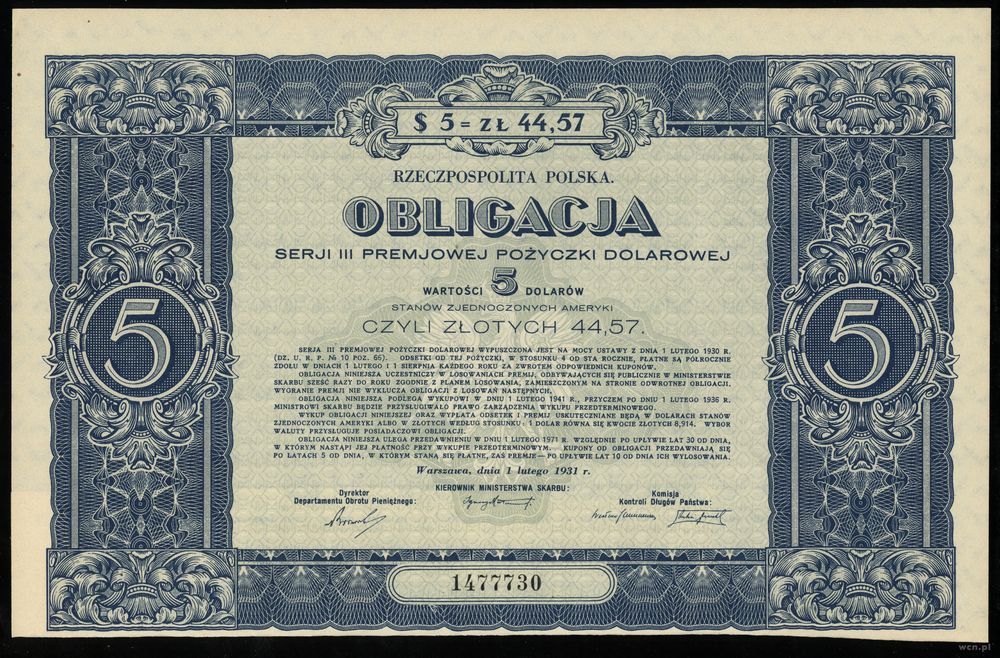 $ 5 = ZŁ 44,57
RZECZPOSPOLITA POLSKA.
OBLIGACJA
SERJI III PREMJOWEJ POŻYCZKI DOLAROWEJ
WARTOŚCI 5 DOLARÓW
STANÓW ZJEDNOCZONYCH AMERYKI
CZYLI ZŁOTYCH 44,57.
5
5
SERJA III PREMJOWEJ POŻYCZKI DOLAROWEJ WYPUSZCZONA JEST NA MOCY USTAWY Z DNIA 1 LUTEGO 1930 R.
(DZ. U. R. P. № 10 POZ. 65). ODSETKI OD TEJ POŻYCZKI, W STOSUNKU 4 OD STA ROCZNIE, PŁATNE SĄ PÓŁROCZNIE
ZDOŁU W DNIACH 1 LUTEGO I 1 SIERPNIA KAŻDEGO ROKU ZA ZWROTEM ODPOWIEDNICH KUPONÓW.
OBLIGACJA NINIEJSZA UCZESTNICZY W LOSOWANIACH PREMIJ, ODBYWAJĄCYCH SIĘ PUBLICZNIE W MINISTERSTWIE
SKARBU SZEŚĆ RAZY DO ROKU ZGODNIE Z PLANEM LOSOWANIA, ZAMIESZCZONYM NA STRONIE ODWROTNEJ OBLIGACJI.
WYGRANIE PREMJI NIE WYKLUCZA OBLIGACJI Z LOSOWAŃ NASTĘPNYCH.
OBLIGACJA NINIEJSZA PODLEGA WYKUPOWI W DNIU 1 LUTEGO 1941 R., PRZYCZEM PO DNIU 1 LUTEGO 1936 R.
MINISTROWI SKARBU BĘDZIE PRZYSŁUGIWAŁO PRAWO ZARZĄDZENIA WYKUPU PRZEDTERMINOWEGO.
WYKUP OBLIGACJI NINIEJSZEJ ORAZ WYPŁATA ODSETEK I PREMIJ USKUTECZNIANE BĘDĄ W DOLARACH STANÓW
ZJEDNOCZONYCH AMERYKI ALBO W ZŁOTYCH WEDŁUG STOSUNKU: 1 DOLAR RÓWNA SIĘ KWOCIE ZŁOTYCH 8,914. WYBÓR
WALUTY PRZYSŁUGUJE POSIADACZOWI OBLIGACJI.
OBLIGACJA NINIEJSZA ULEGA PRZEDAWNIENIU W DNIU 1 LUTEGO 1971 R. WZGLĘDNIE PO UPŁYWIE LAT 30 OD DNIA,
W KTÓRYM NASTĄPI JEJ PŁATNOŚĆ PRZY WYKUPIE PRZEDTERMINOWYM. KUPONY OD OBLIGACJI PRZEDAWNIAJĄ SIĘ
PO LATACH 5 OD DNIA, W KTÓRYM STANĄ SIĘ PŁATNE, ZAŚ PREMJE — PO UPŁYWIE LAT 10 OD DNIA ICH WYLOSOWANIA.
Warszawa, dnia 1 lutego 1931 r.
Dyrektor
Departamentu Obrotu Pieniężnego:
KIEROWNIK MINISTERSTWA SKARBU:
Komisja
Kontroli Długów Państwa:
1477730
wcn.pl